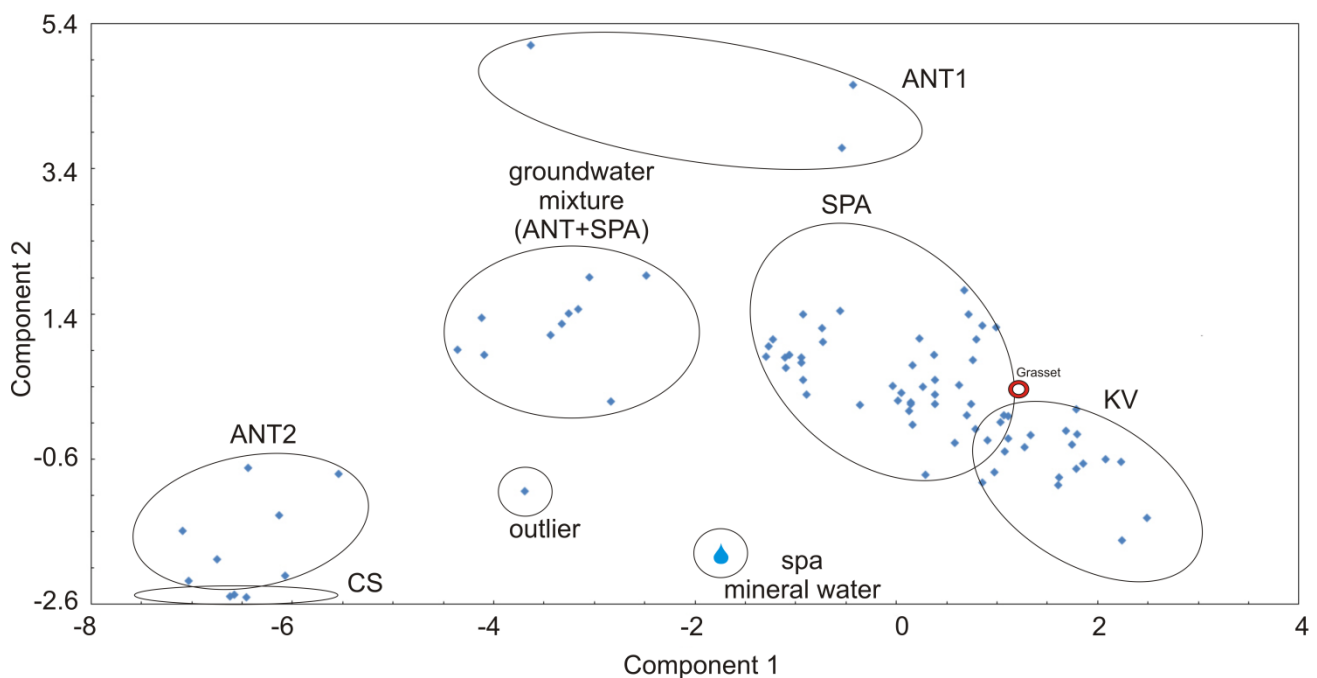 5.4
ANT1
3.4
groundwater
mixture
(ANT+SPA)
SPA
Component 2
1.4
Grasset
KV
ANT2
-0.6
outlier
spa
mineral water
CS
-2.6
-8
-6
-4
-2
0
2
4
Component 1